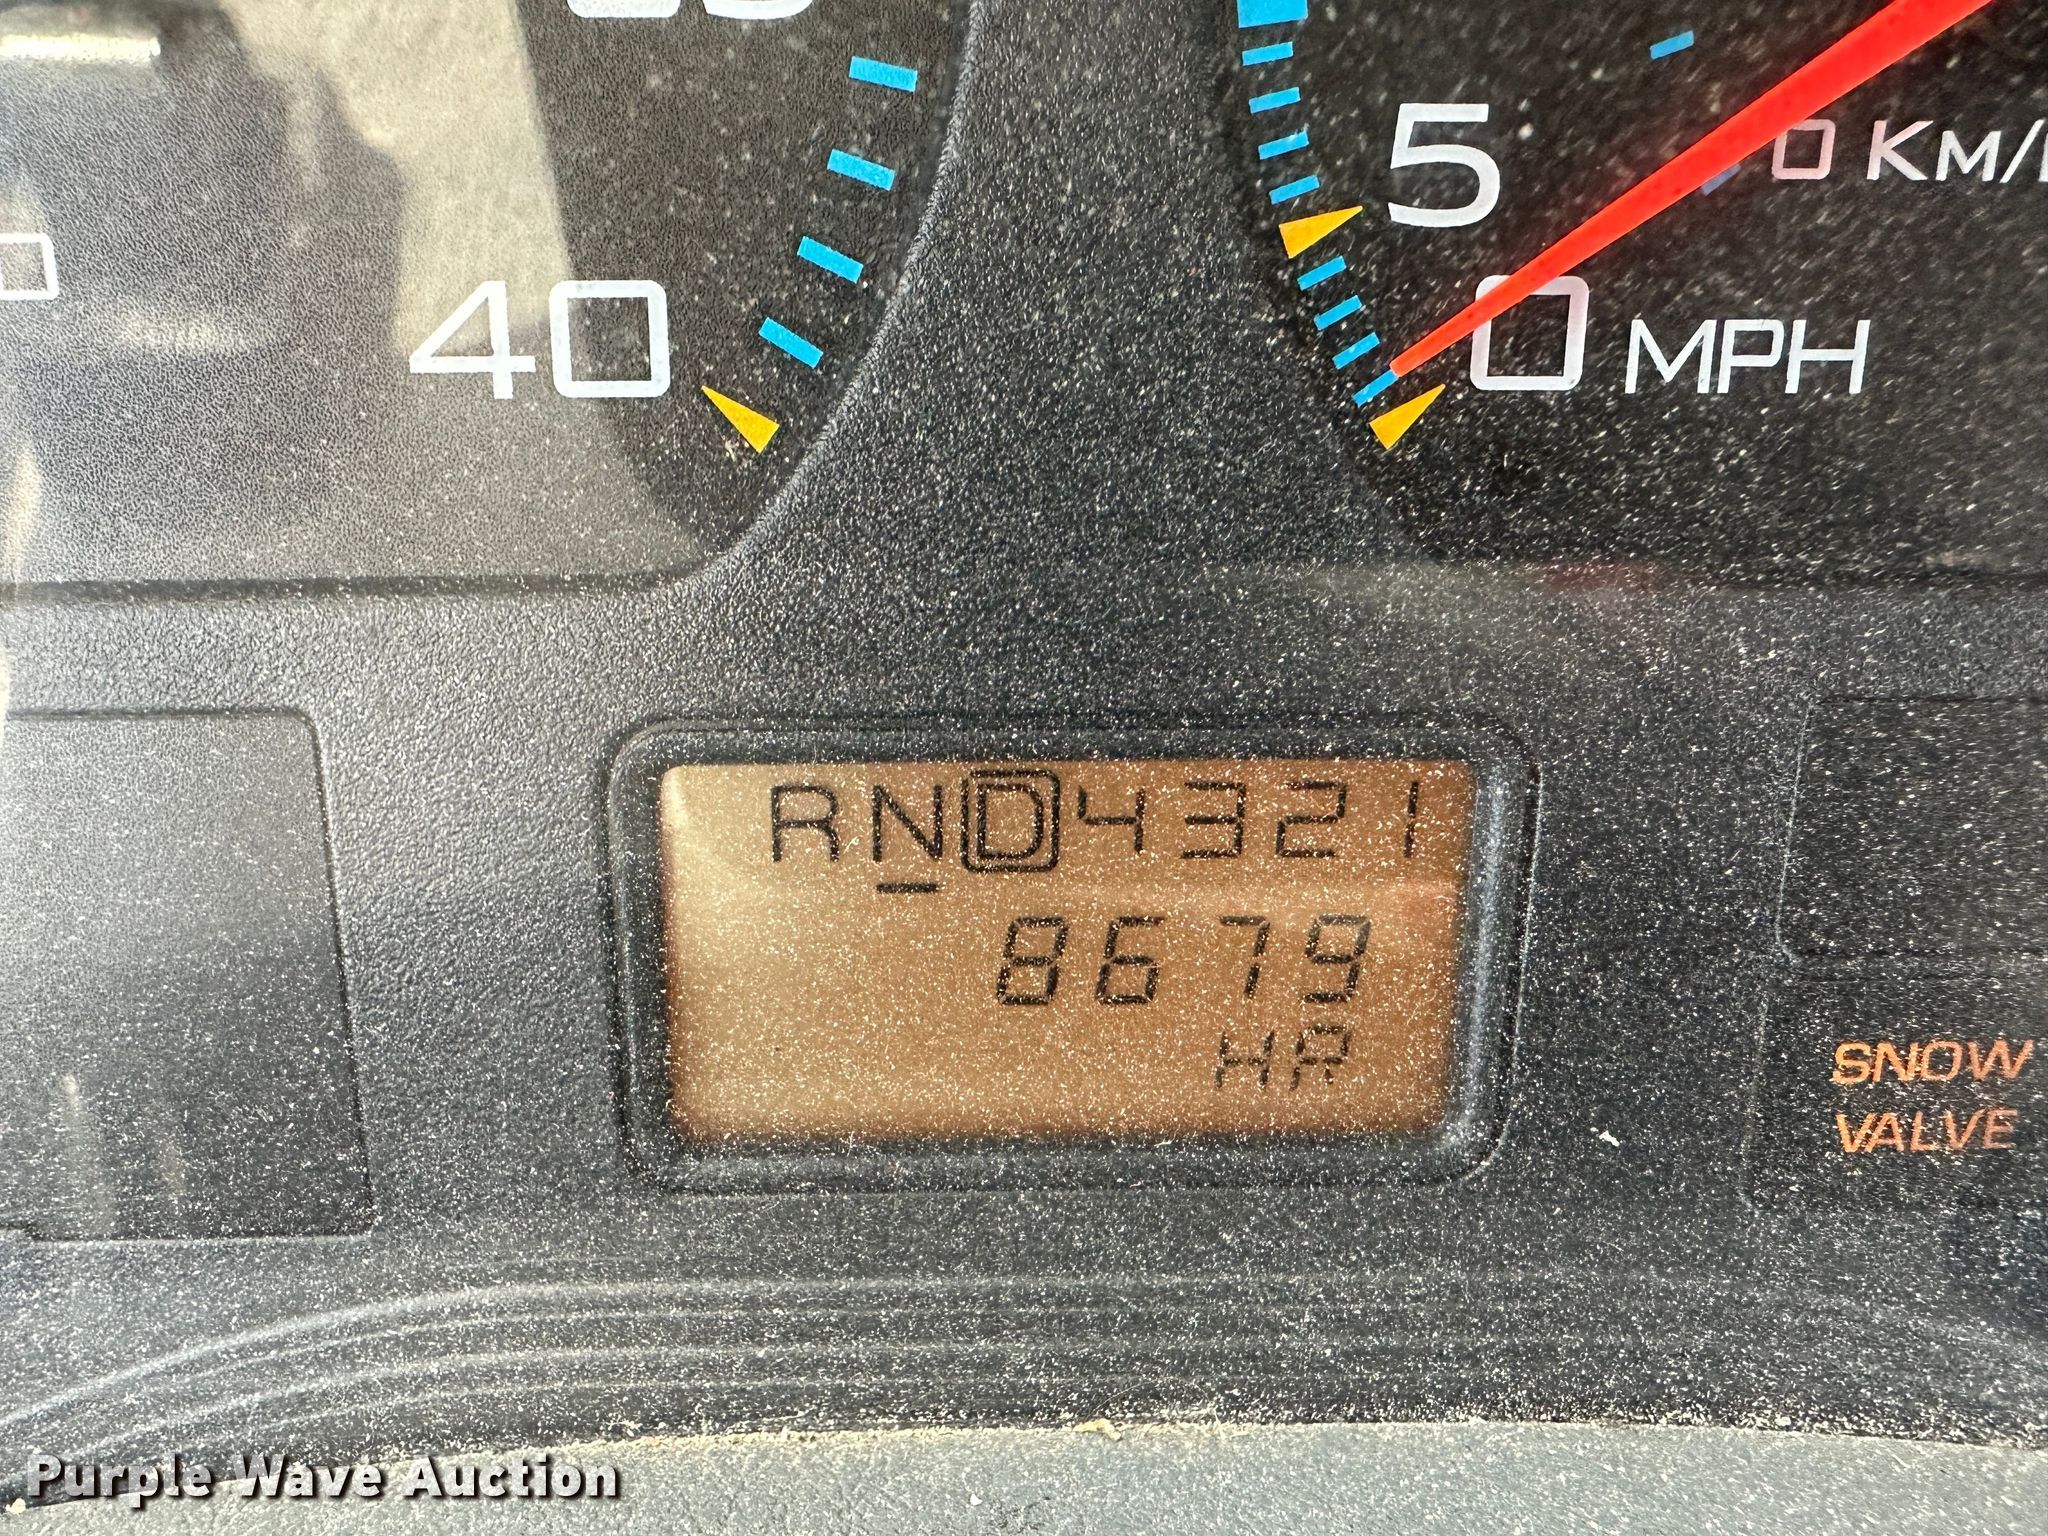 5
0 KM/
40
0 MPH
RND4321
8679
HR
SNOW
VALVE
Purple Wave Auction